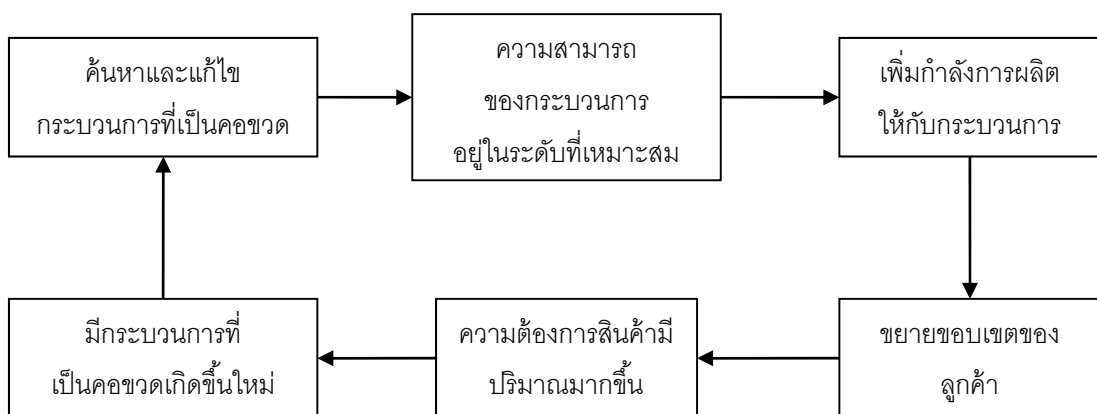 ค้นหาและแก้ไข
กระบวนการที่เป็นคอขวด
ความสามารถ
ของกระบวนการ
อยู่ในระดับที่เหมาะสม
เพิ่มกำลังการผลิต
ให้กับกระบวนการ
มีกระบวนการที่
เป็นคอขวดเกิดขึ้นใหม่
ความต้องการสินค้ามี
ปริมาณมากขึ้น
ขยายขอบเขตของ
ลูกค้า